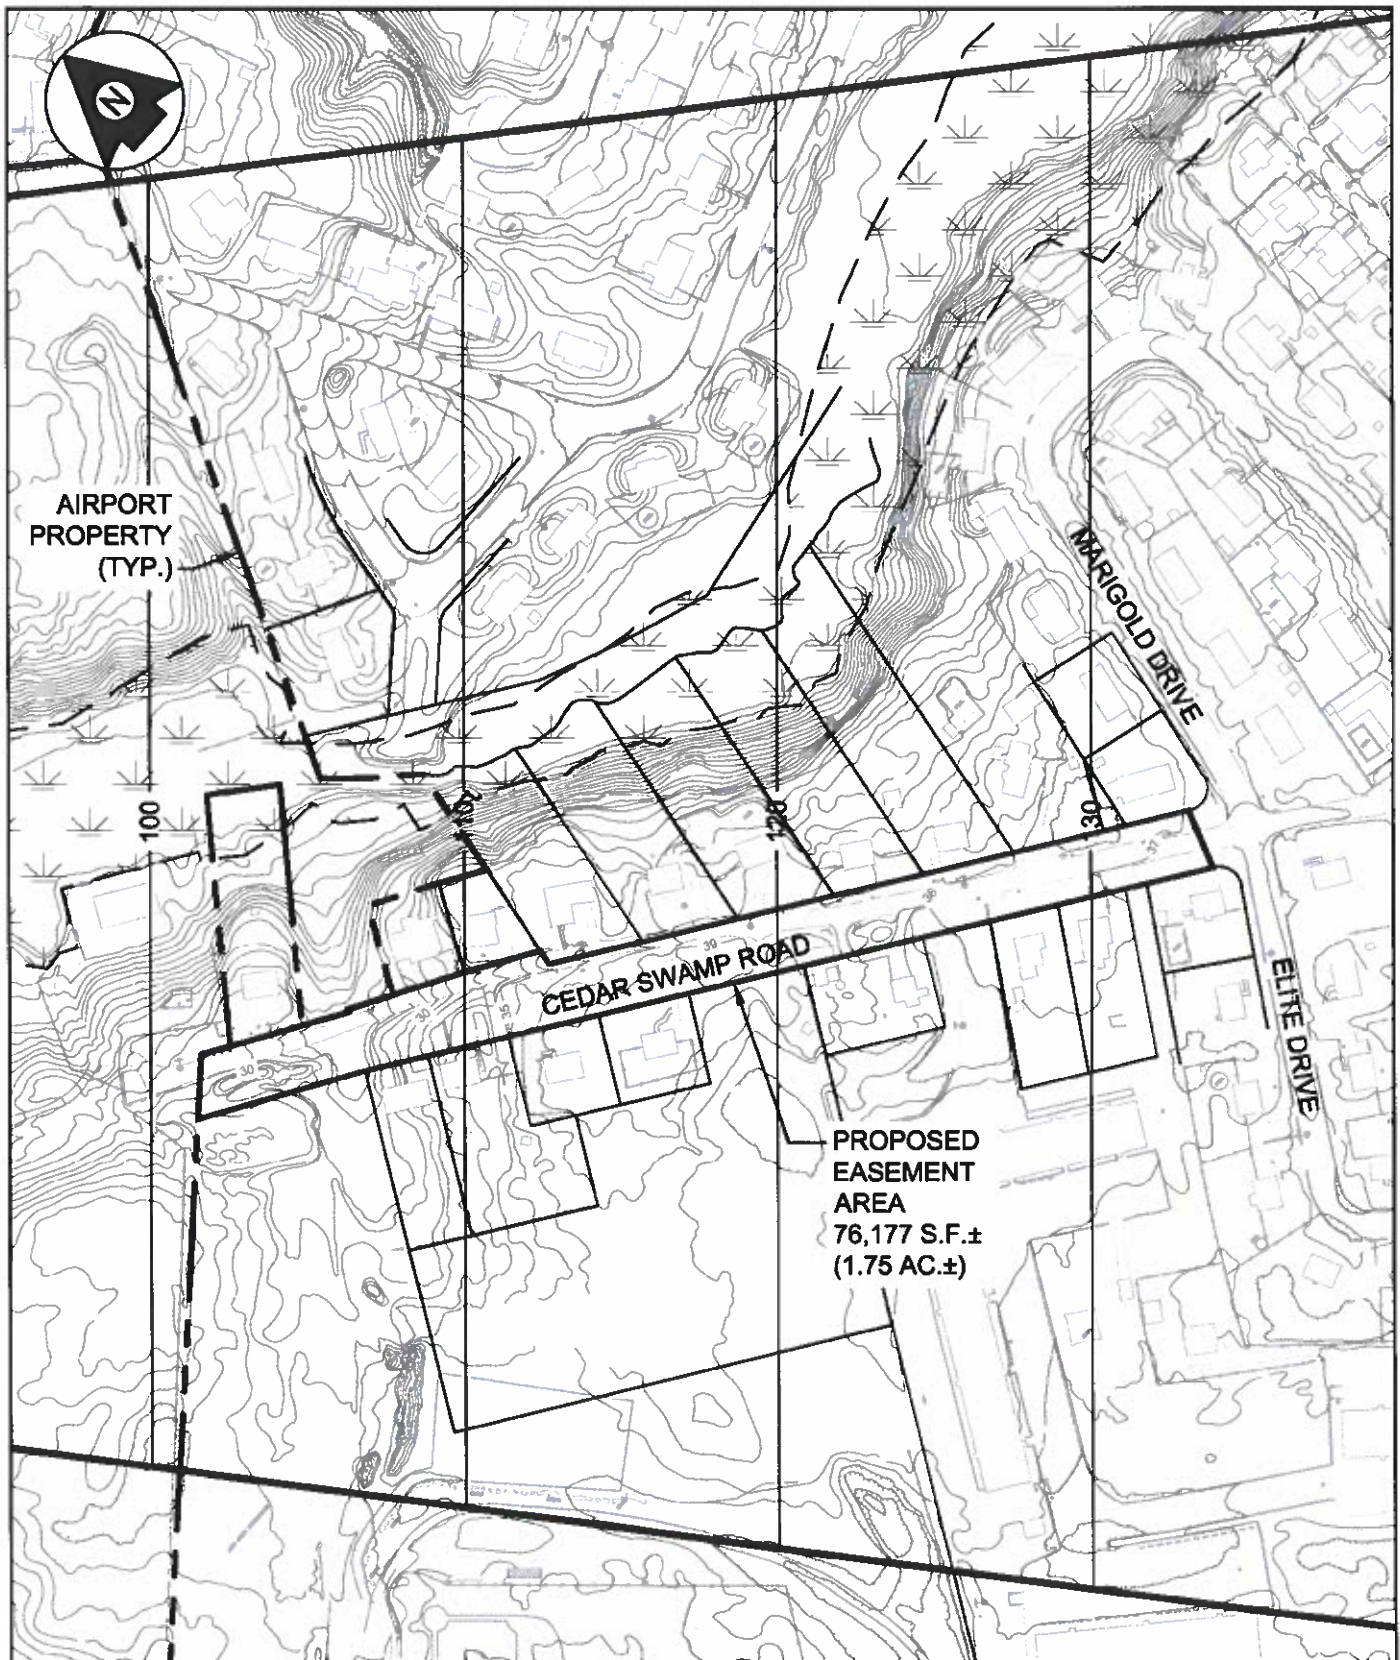 N
AIRPORT
PROPERTY
(TYP.)
MARIGOLD DRIVE
100
110
120
130
CEDAR SWAMP ROAD
30
30
30
36
ELITE DRIVE
PROPOSED
EASEMENT
AREA
76,177 S.F.±
(1.75 AC.±)